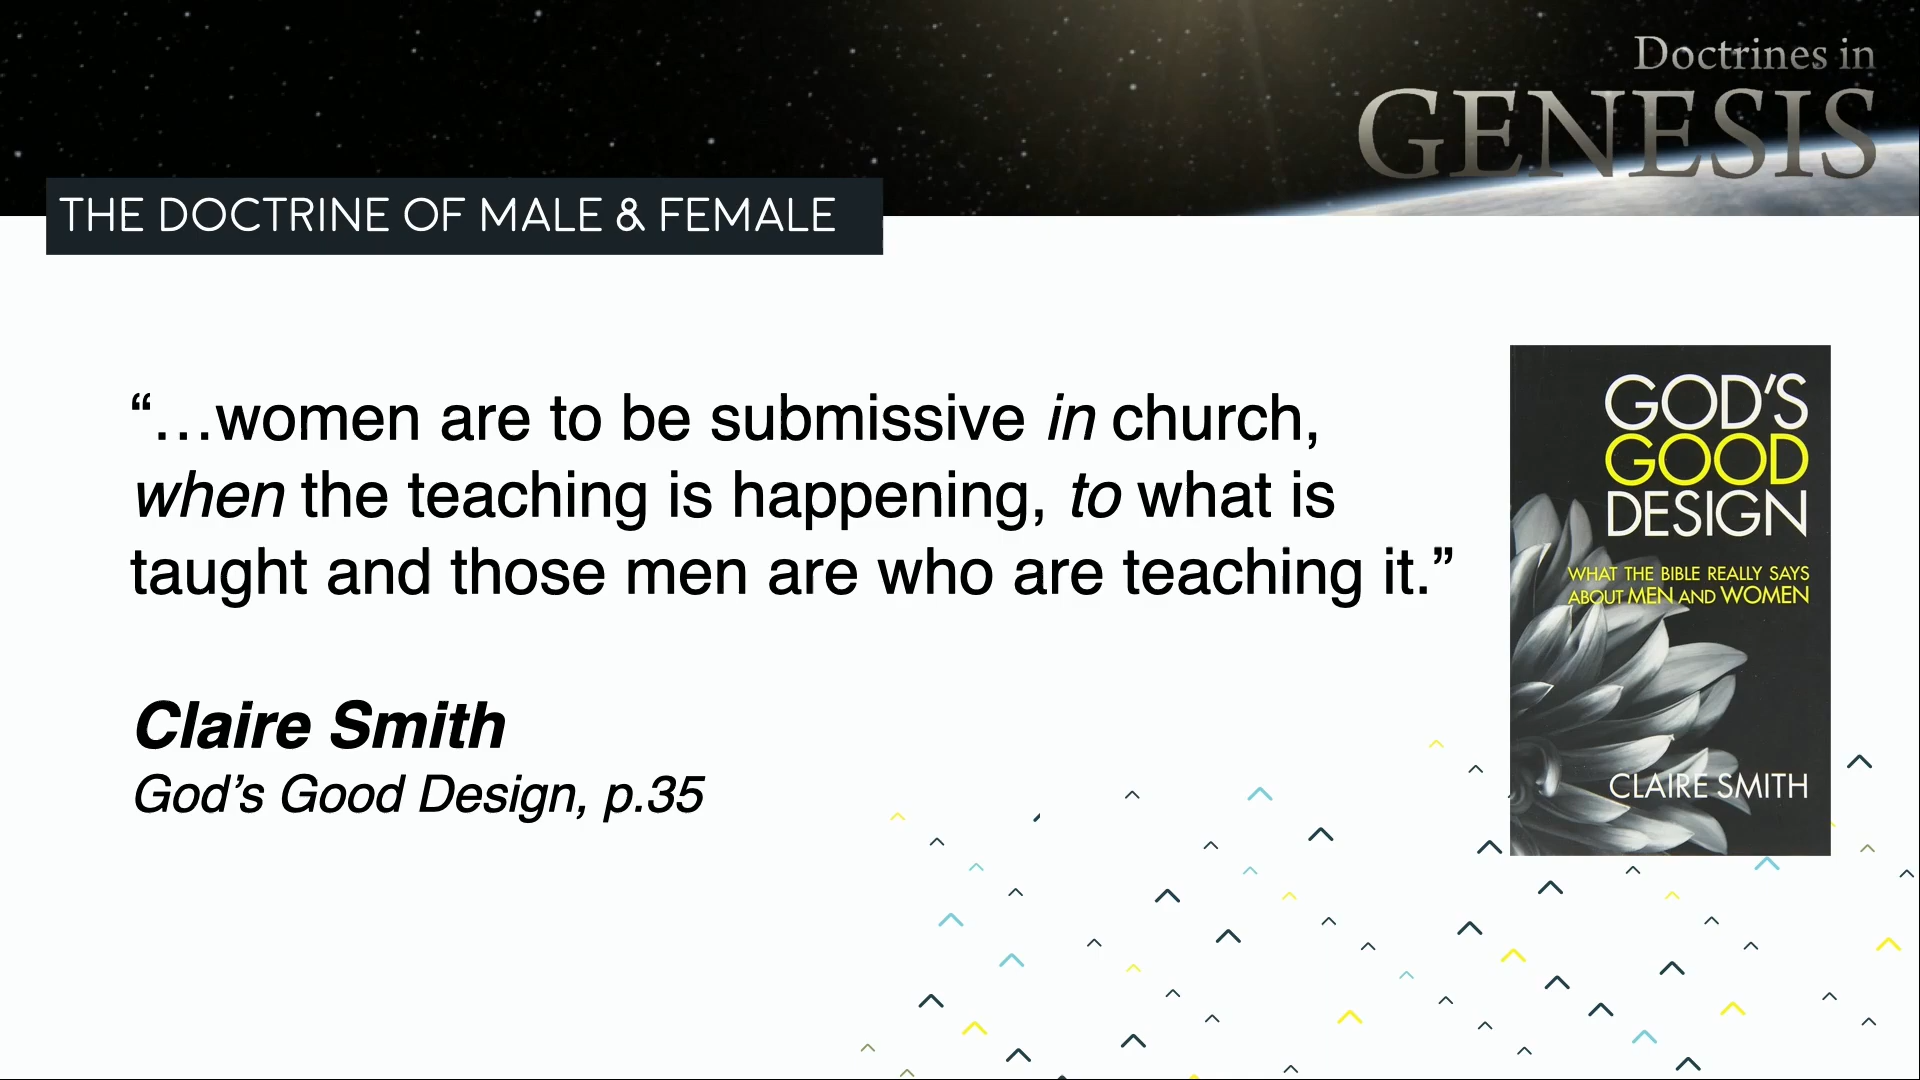 Doctrines in
GENESIS
THE DOCTRINE OF MALE & FEMALE
“…women are to be submissive in church,
when the teaching is happening, to what is
taught and those men are who are teaching it.”
Claire Smith
God’s Good Design, p.35
GOD’S
GOOD
DESIGN
WHAT THE BIBLE REALLY SAYS
ABOUT MEN AND WOMEN
CLAIRE SMITH